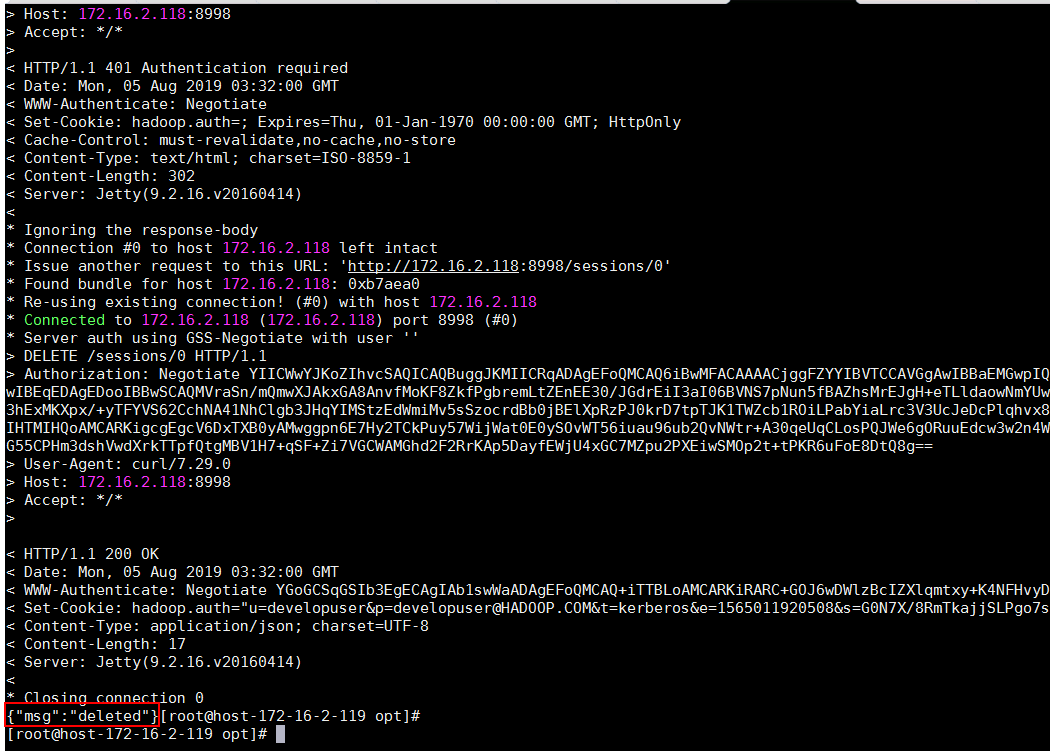 > Host: 172.16.2.118:8998
> Accept: */*
>
< HTTP/1.1 401 Authentication required
< Date: Mon, 05 Aug 2019 03:32:00 GMT
< WWW-Authenticate: Negotiate
< Set-Cookie: hadoop.auth=; Expires=Thu, 01-Jan-1970 00:00:00 GMT; HttpOnly
< Cache-Control: must-revalidate,no-cache,no-store
< Content-Type: text/html; charset=ISO-8859-1
< Content-Length: 302
< Server: Jetty(9.2.16.v20160414)
<
* Ignoring the response-body
* Connection #0 to host 172.16.2.118 left intact
* Issue another request to this URL: 'http://172.16.2.118:8998/sessions/0'
* Found bundle for host 172.16.2.118: 0xb7aea0
* Re-using existing connection! (#0) with host 172.16.2.118
* Connected to 172.16.2.118 (172.16.2.118) port 8998 (#0)
* Server auth using GSS-Negotiate with user ''
> DELETE /sessions/0 HTTP/1.1
> Authorization: Negotiate YIICWwYJKoZIhvcSAQICAQBuggJKMIICRqADAgEFoQMCAQ6iBwMFACAAAACjggFZYYIBVTCCAVGgAwIBBaEMGwpIQ
wIBEqEDAgEDooIBBwSCAQMVraSn/mQmwXJAkxGA8AnvfMoKF8ZkfPgbremLtZEnEE30/JGdrEiI3aI06BVNS7pNun5fBAZhsMrEJgH+eTLldaowNmYUw
3hExMKXpx/+yTFYVS62CchNA41NhClgb3JHqYIMStzEdWmiMv5sSzocrdBb0jBElXpRzPJ0krD7tpTJK1TWZcb1ROiLPabYiaLrc3V3UcJeDcPlqhvx8
IHTMIHQoAMCARKigcgEgcV6DxTXB0yAMwggpn6E7Hy2TCkPuy57WijWat0E0ySOvWT56iuau96ub2QvNWtr+A30qeUqCLosPQJWe6gORuuEdcw3w2n4W
G55CPHm3dshVwdXrkTTpfQtgMBV1H7+qSF+Zi7VGCWAMGhd2F2RrKAp5DayfEWjU4xGC7MZpu2PXEiwSMOp2t+tPKR6uFoE8DtQ8g==
> User-Agent: curl/7.29.0
> Host: 172.16.2.118:8998
> Accept: */*
>
< HTTP/1.1 200 OK
< Date: Mon, 05 Aug 2019 03:32:00 GMT
< WWW-Authenticate: Negotiate YGoGCSqGSIb3EgECAgIAb1swWaADAgEFoQMCAQ+iTTBLoAMCARKiRARC+GOJ6wDWlzBcIZXlqmtxy+K4NFHvyD
< Set-Cookie: hadoop.auth="u=developuser&p=developuser@HADOOP.COM&t=kerberos&e=1565011920508&s=G0N7X/8RmTkajjSLPgo7s
< Content-Type: application/json; charset=UTF-8
< Content-Length: 17
< Server: Jetty(9.2.16.v20160414)
<
* Closing connection 0
{"msg":"deleted"}[root@host-172-16-2-119 opt]#
[root@host-172-16-2-119 opt]#